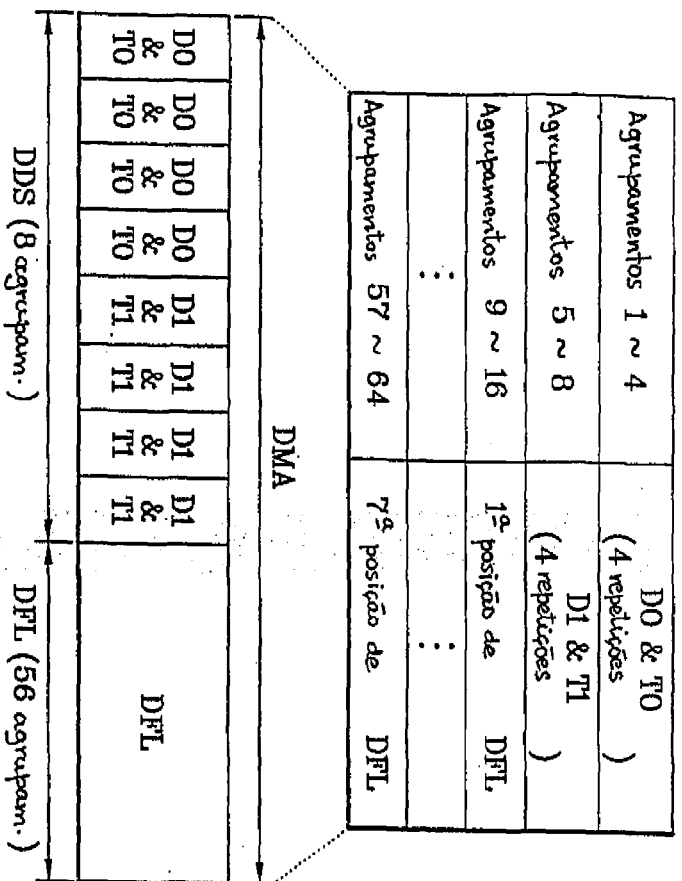 Agrupamentos 1 ~ 4
D0 & T0
(4 repetições )
Agrupamentos 5 ~ 8
D1 & T1
(4 repetições )
Agrupamentos 9 ~ 16
1ª posição de DFL
⋮
⋮
Agrupamentos 57 ~ 64
7ª posição de DFL
DMA
D0 & T0
D0 & T0
D0 & T0
D0 & T0
D1 & T1
D1 & T1
D1 & T1
D1 & T1
DFL
DDS (8 agrupam.)
DFL (56 agrupam.)